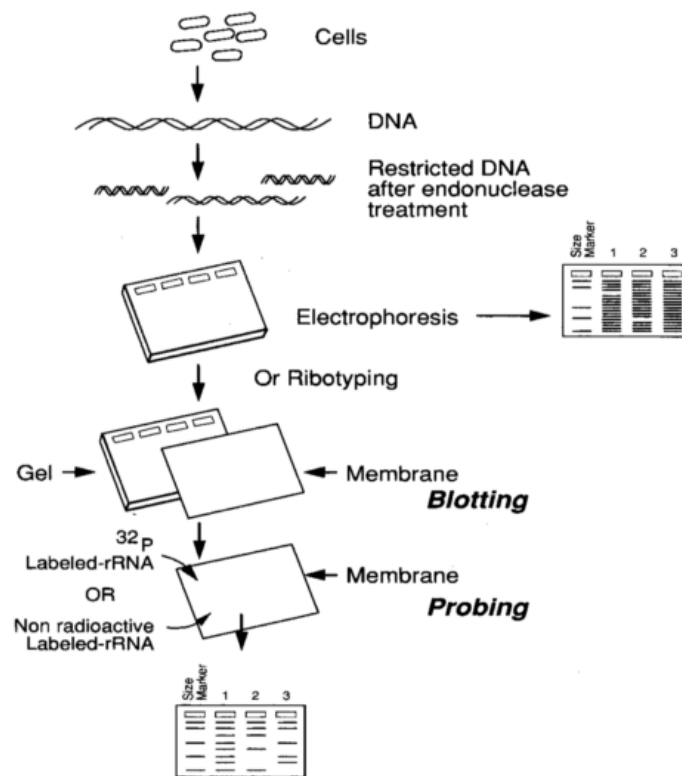 Cells
DNA
Restricted DNA
after endonuclease
treatment
Size
Marker
1 2 3
Electrophoresis
Or Ribotyping
Gel
Membrane
Blotting
32P
Labeled-rRNA
OR
Non radioactive
Labeled-rRNA
Membrane
Probing
Size
Marker
1 2 3